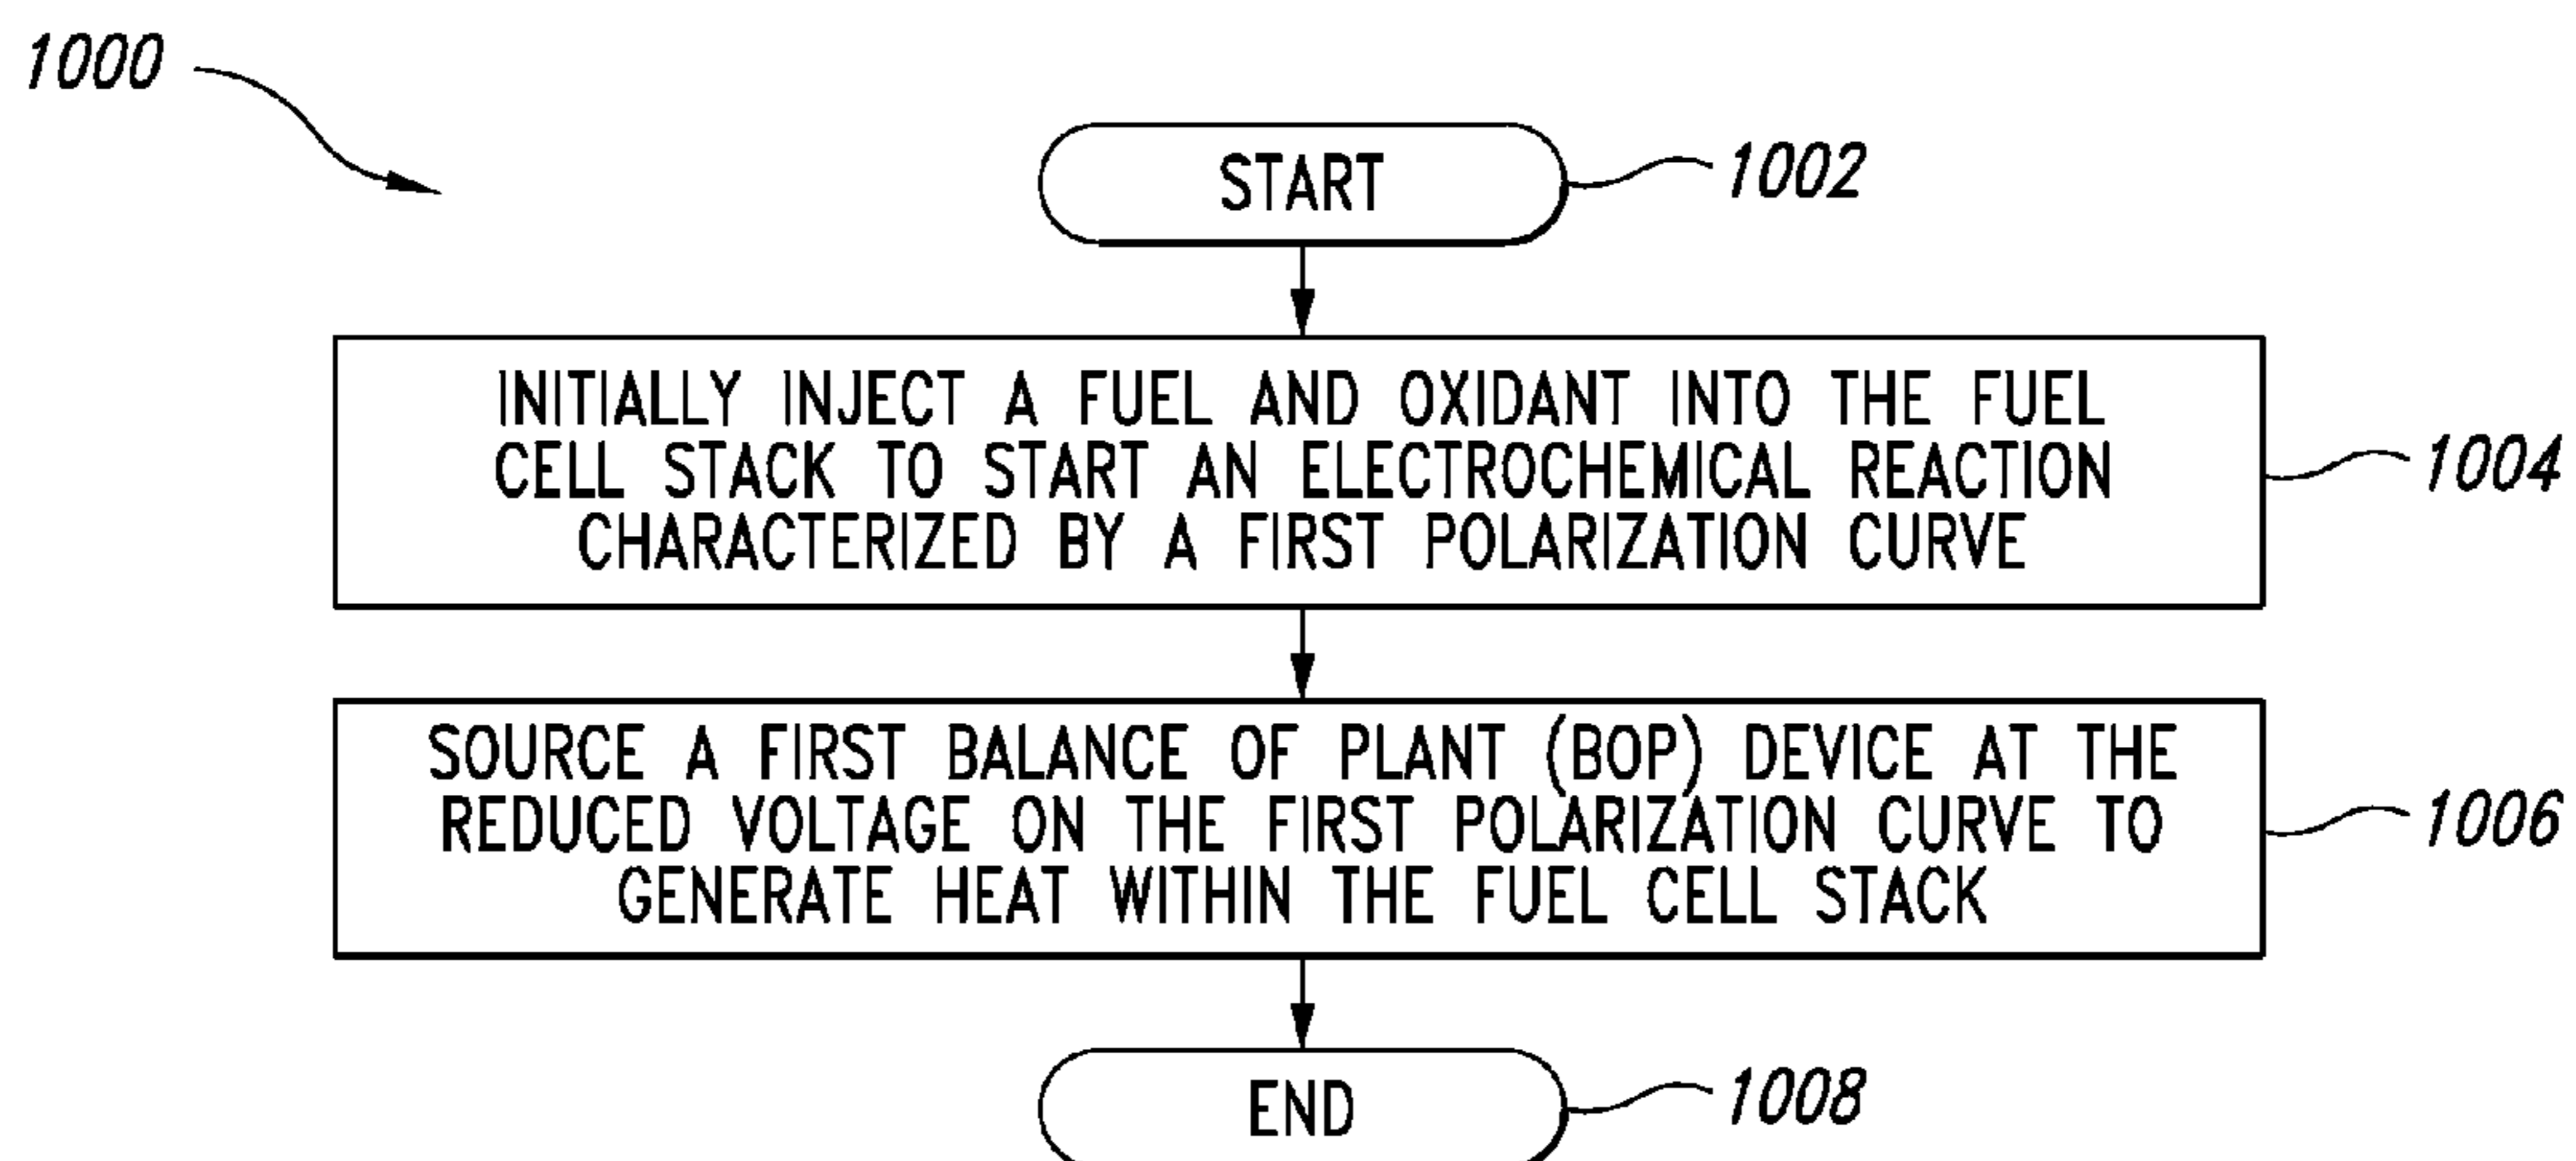 1000
START
1002
INITIALLY INJECT A FUEL AND OXIDANT INTO THE FUEL
CELL STACK TO START AN ELECTROCHEMICAL REACTION
CHARACTERIZED BY A FIRST POLARIZATION CURVE
1004
SOURCE A FIRST BALANCE OF PLANT (BOP) DEVICE AT THE
REDUCED VOLTAGE ON THE FIRST POLARIZATION CURVE TO
GENERATE HEAT WITHIN THE FUEL CELL STACK
1006
END
1008